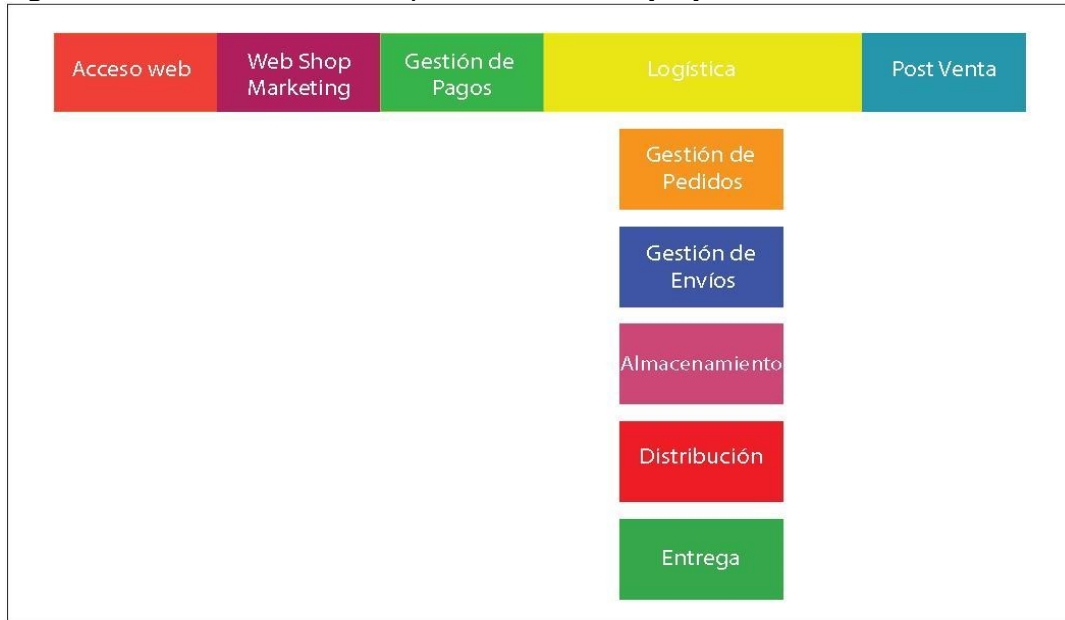 Acceso web
Web Shop
Marketing
Gestión de
Pagos
Logística
Post Venta
Gestión de
Pedidos
Gestión de
Envíos
Almacenamiento
Distribución
Entrega